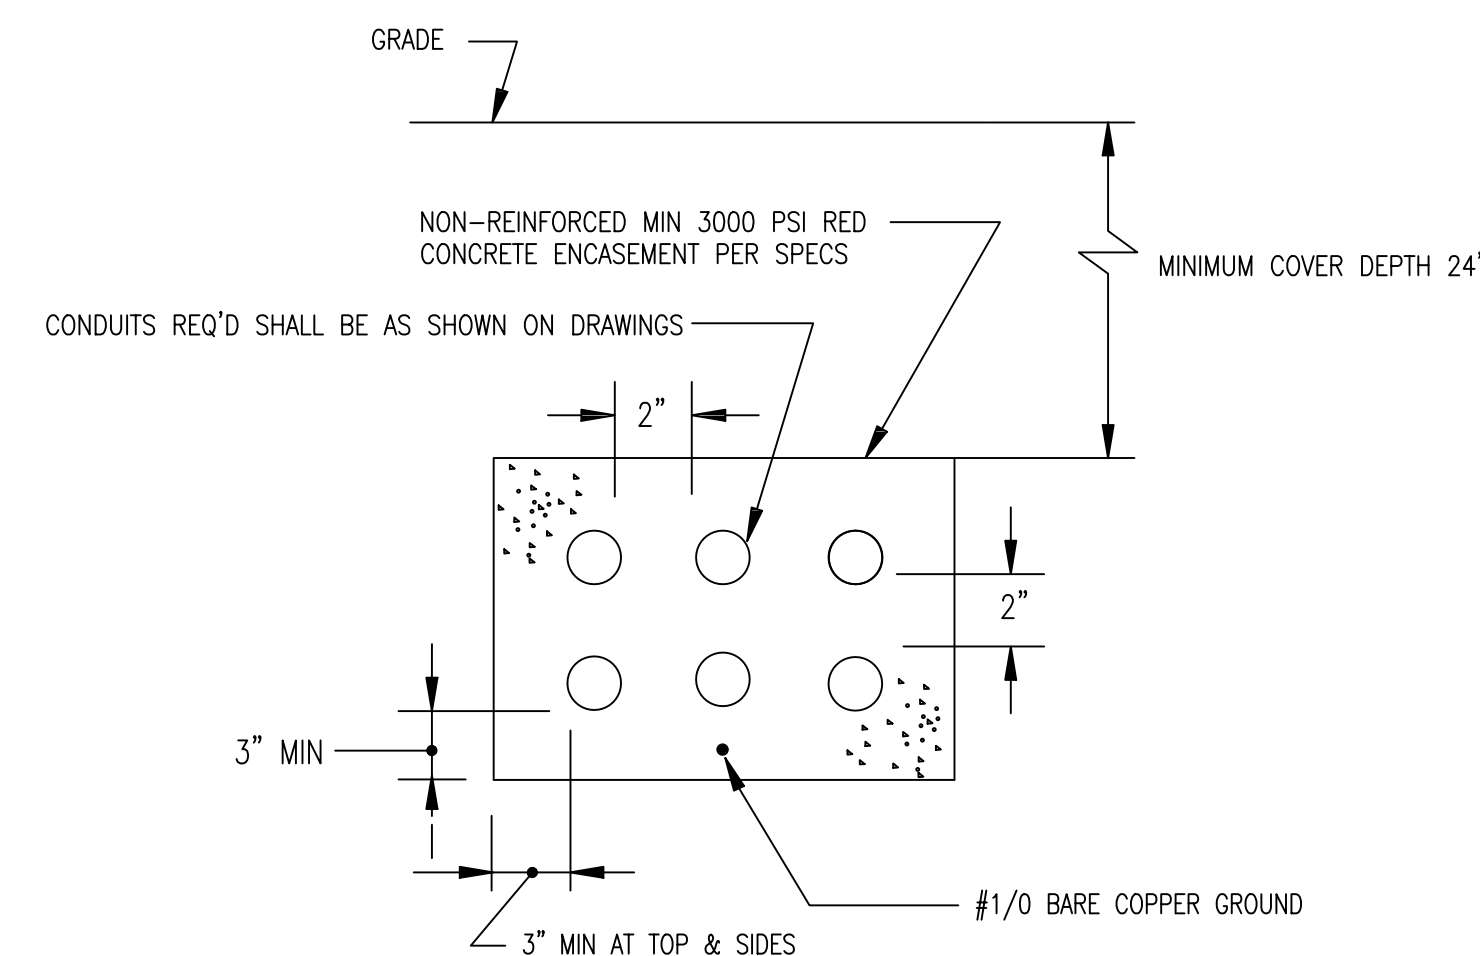 GRADE
NON-REINFORCED MIN 3000 PSI RED
CONCRETE ENCASEMENT PER SPECS
MINIMUM COVER DEPTH 24"
CONDUITS REQ'D SHALL BE AS SHOWN ON DRAWINGS
2"
2"
3" MIN
#1/0 BARE COPPER GROUND
3" MIN AT TOP & SIDES